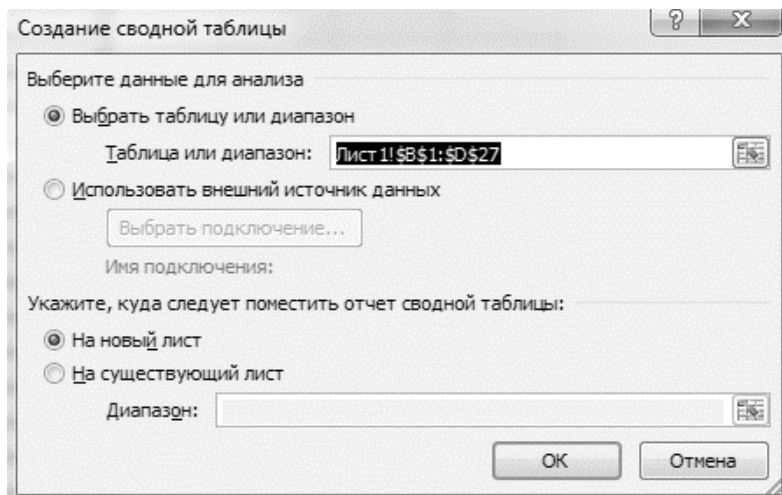 Создание сводной таблицы
Выберите данные для анализа
Выбрать таблицу или диапазон
Таблица или диапазон: Лист1!$B$1:$D$27
Использовать внешний источник данных
Выбрать подключение...
Имя подключения:
Укажите, куда следует поместить отчет сводной таблицы:
На новый лист
На существующий лист
Диапазон:
ОК Отмена